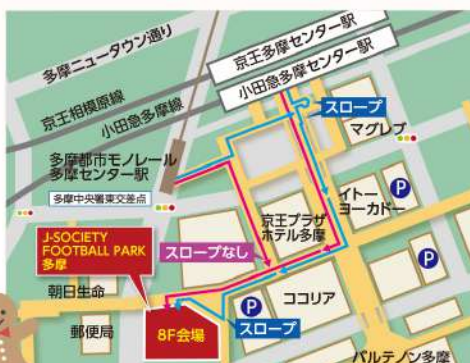 多摩ニュータウン通り
京王多摩センター駅
小田急多摩センター駅
京王相模原線
小田急多摩線
スロープ
マグレブ
多摩都市モノレール
多摩センター駅
多摩中央署東交差点
イトー
ヨーカドー
P
京王プラザ
ホテル多摩
J-SOCIETY
FOOTBALL PARK
多摩
スロープなし
P
朝日生命
ココリア
P
スロープ
郵便局
8F会場
パルテノン多摩